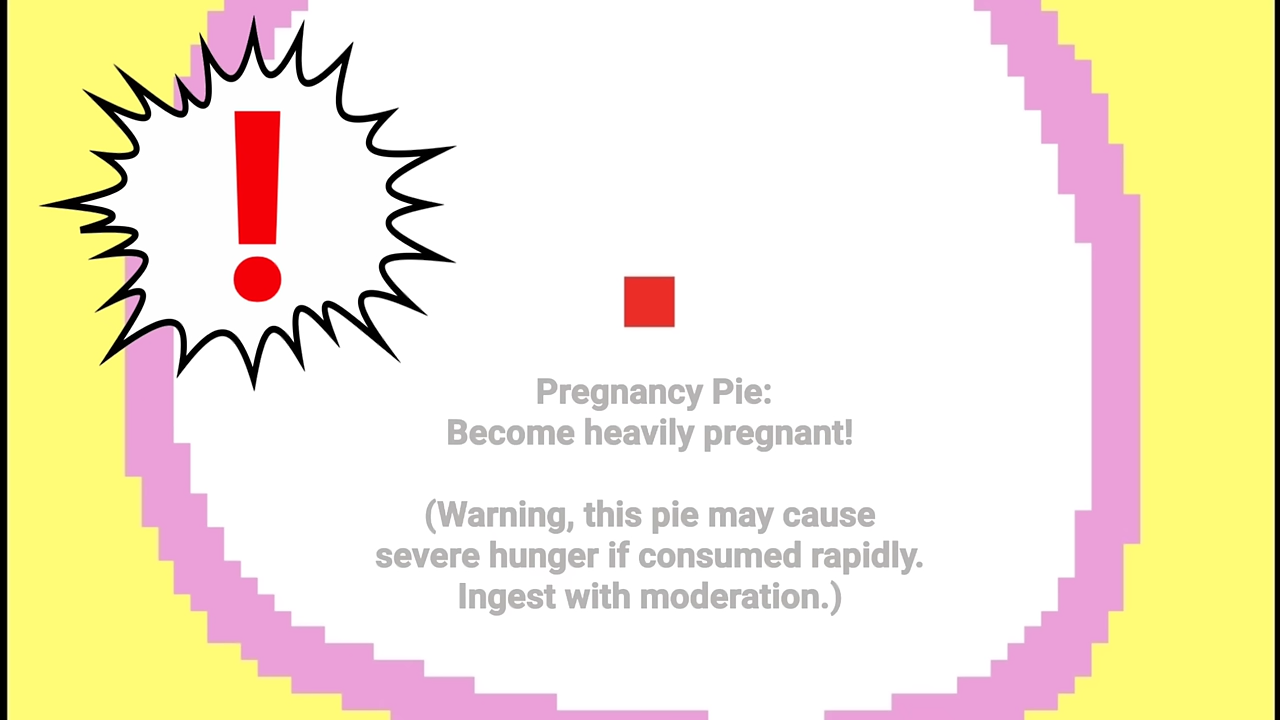 !
Pregnancy Pie:
Become heavily pregnant!
(Warning, this pie may cause
severe hunger if consumed rapidly.
Ingest with moderation.)